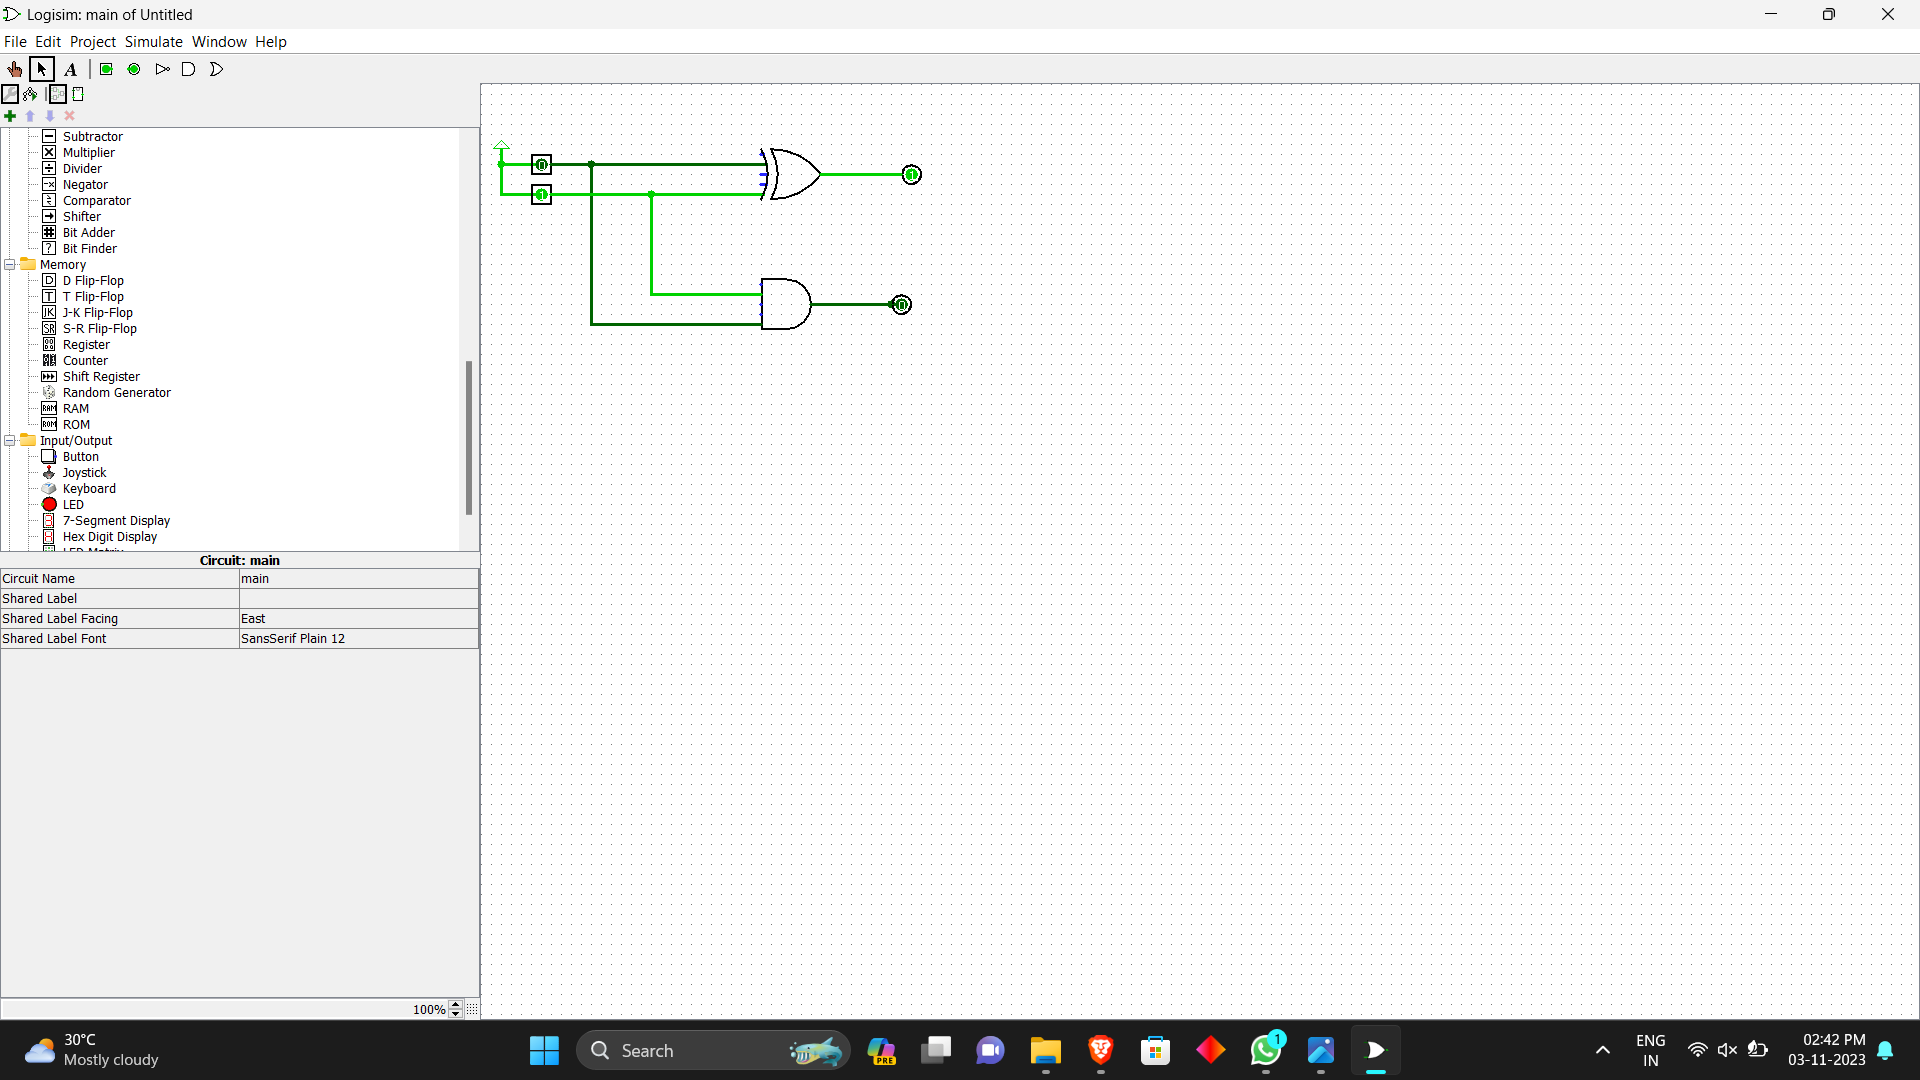 Logisim: main of Untitled
File Edit Project Simulate Window Help
A
Subtractor
Multiplier
Divider
Negator
Comparator
Shifter
Bit Adder
Bit Finder
Memory
D Flip-Flop
T Flip-Flop
J-K Flip-Flop
S-R Flip-Flop
Register
Counter
Shift Register
Random Generator
RAM
ROM
Input/Output
Button
Joystick
Keyboard
LED
7-Segment Display
Hex Digit Display
LED Matrix
Circuit: main
Circuit Name main
Shared Label
Shared Label Facing East
Shared Label Font SansSerif Plain 12
100%
0
1
1
0
30°C
Mostly cloudy
Search
PRE
1
ENG
IN
02:42 PM
03-11-2023